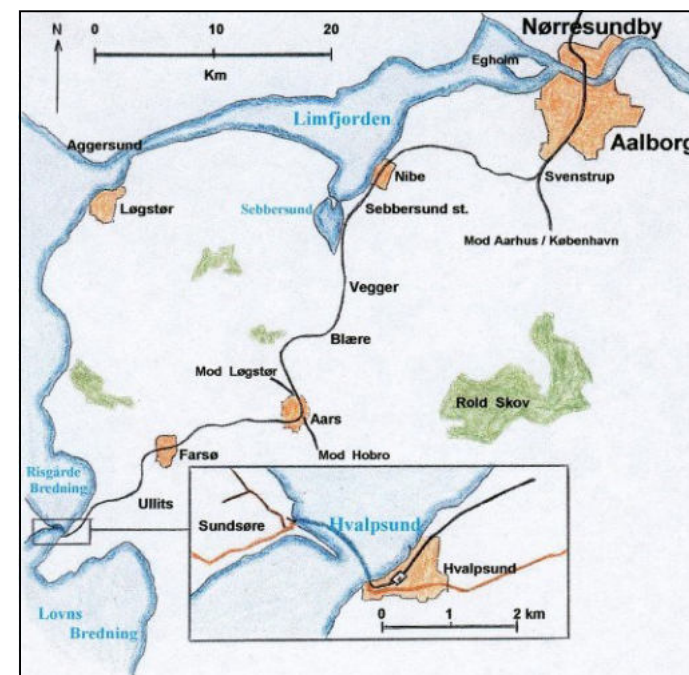 Nørresundby
N
0
10
20
Km
Egholm
Limfjorden
Aalborg
Aggersund
Nibe
Svenstrup
Løgstør
Sebbersund
Sebbersund st.
Mod Aarhus / København
Vegger
Blære
Mod Løgstør
Rold Skov
Aars
Farsø
Mod Hobro
Risgårde
Bredning
Ullits
Sundsøre
Hvalpsund
Hvalpsund
Lovns
Bredning
0
1
2 km